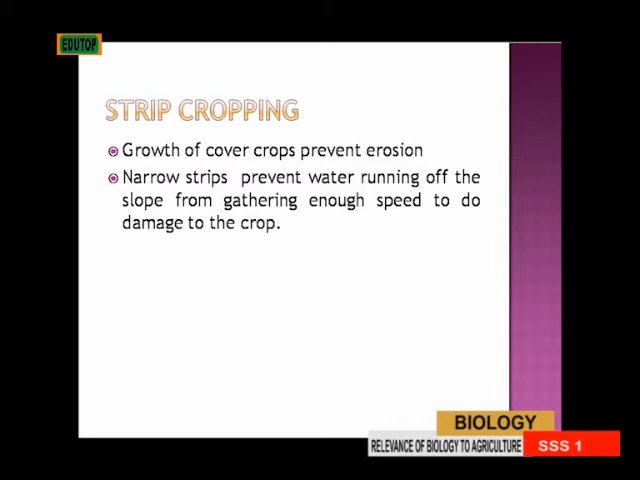 EDUTOP
STRIP CROPPING
Growth of cover crops prevent erosion
Narrow strips prevent water running off the
slope from gathering enough speed to do
damage to the crop.
BIOLOGY
RELEVANCE OF BIOLOGY TO AGRICULTURE
SSS 1